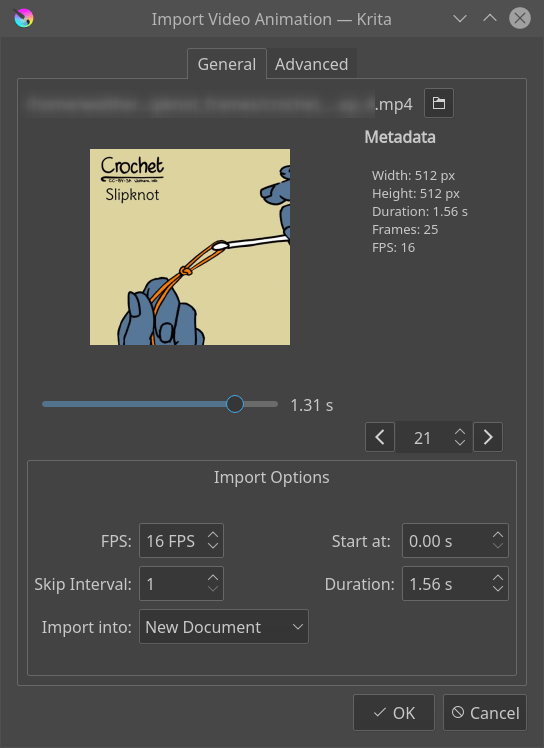 Import Video Animation — Krita
General
Advanced
.mp4
Metadata
Crochet
Slipknot
Width: 512 px
Height: 512 px
Duration: 1.56 s
Frames: 25
FPS: 16
1.31 s
21
Import Options
FPS: 16 FPS
Start at: 0.00 s
Skip Interval: 1
Duration: 1.56 s
Import into: New Document
OK
Cancel